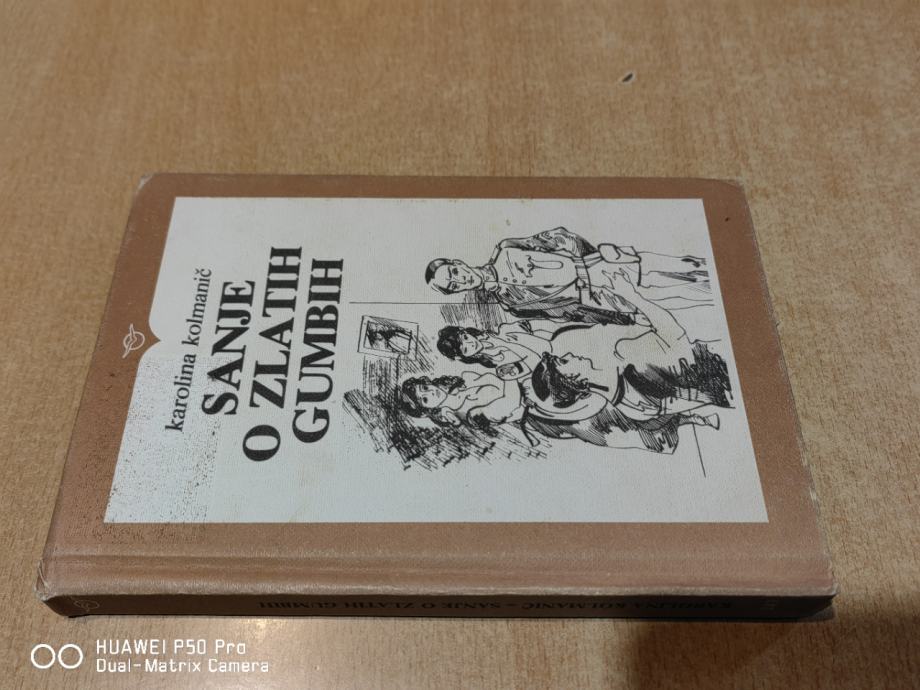 karolina kolmanič
SANJE
O ZLATIH
GUMBIH
KAROLINA KOLMANIČ – SANJE O ZLATIH GUMBIH
HUAWEI P50 Pro
Dual-Matrix Camera